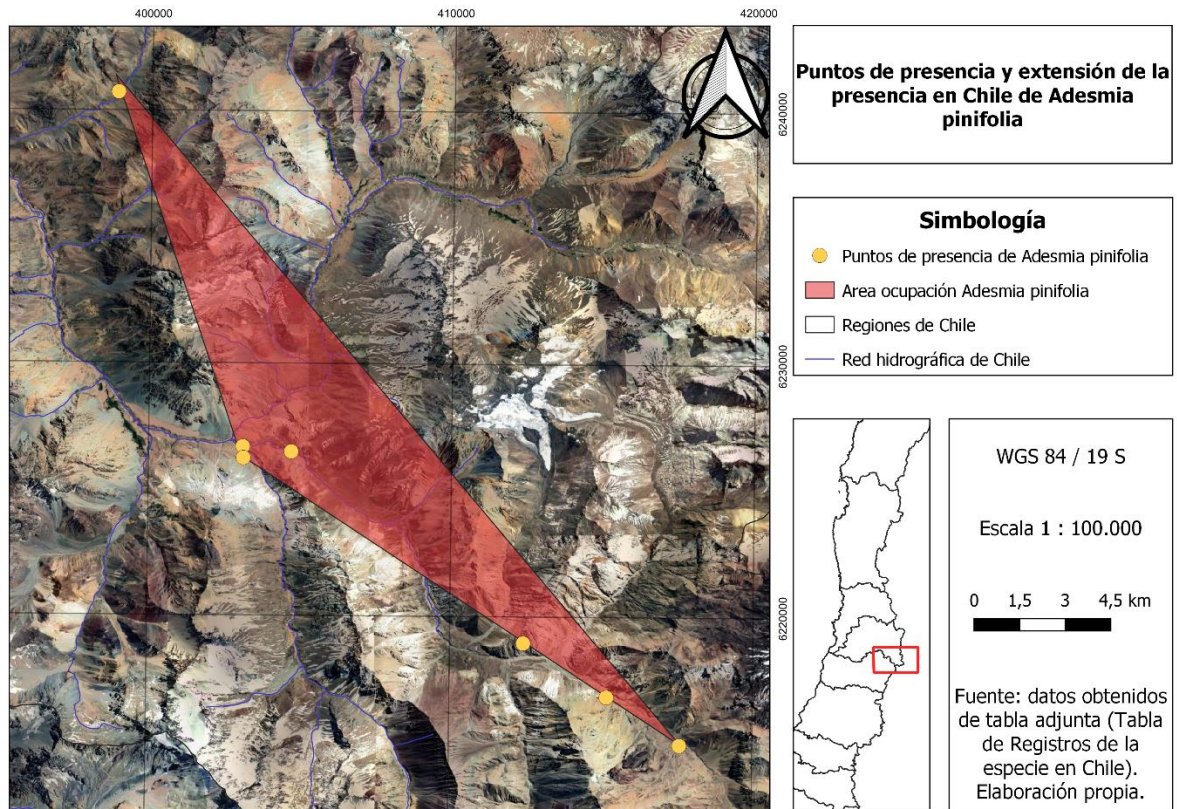 400000
410000
420000
6240000
6230000
6220000
Puntos de presencia y extensión de la
presencia en Chile de Adesmia
pinifolia
Simbología
Puntos de presencia de Adesmia pinifolia
Area ocupación Adesmia pinifolia
Regiones de Chile
Red hidrográfica de Chile
WGS 84 / 19 S
Escala 1 : 100.000
0 1,5 3 4,5 km
Fuente: datos obtenidos
de tabla adjunta (Tabla
de Registros de la
especie en Chile).
Elaboración propia.
400000
410000
420000